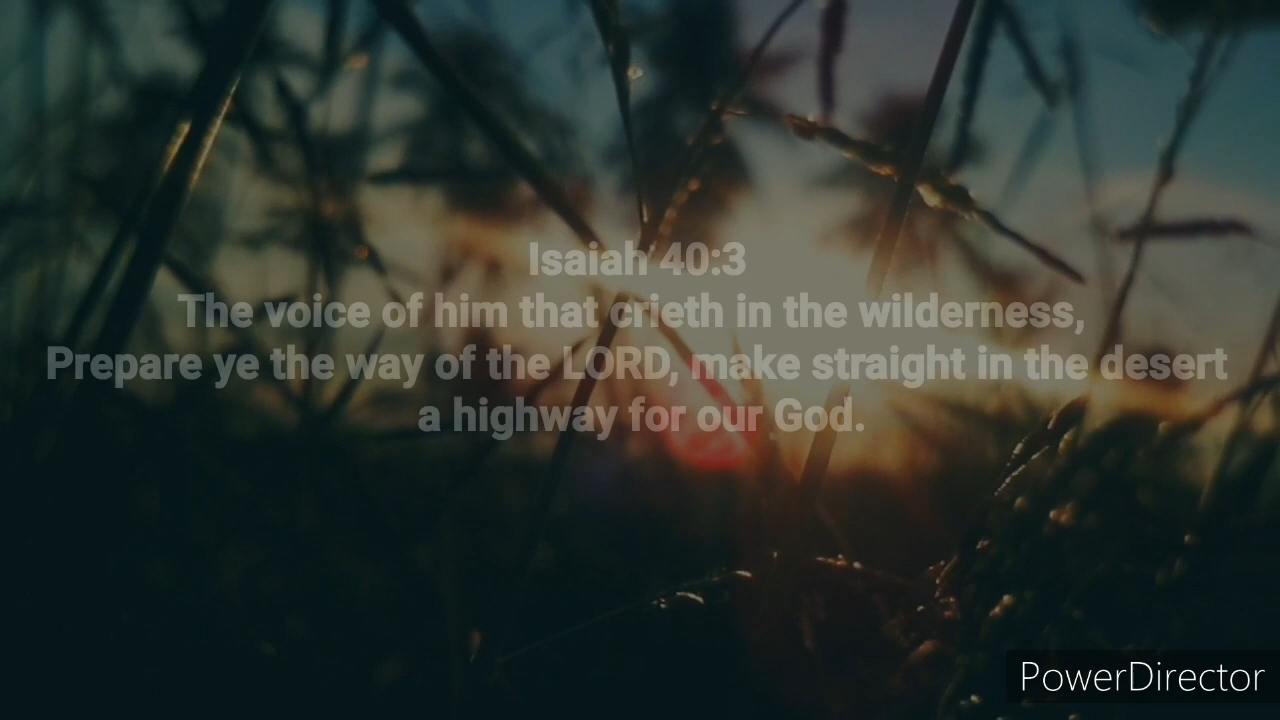 Isaiah 40:3
The voice of him that crieth in the wilderness,
Prepare ye the way of the LORD, make straight in the desert
a highway for our God.
PowerDirector